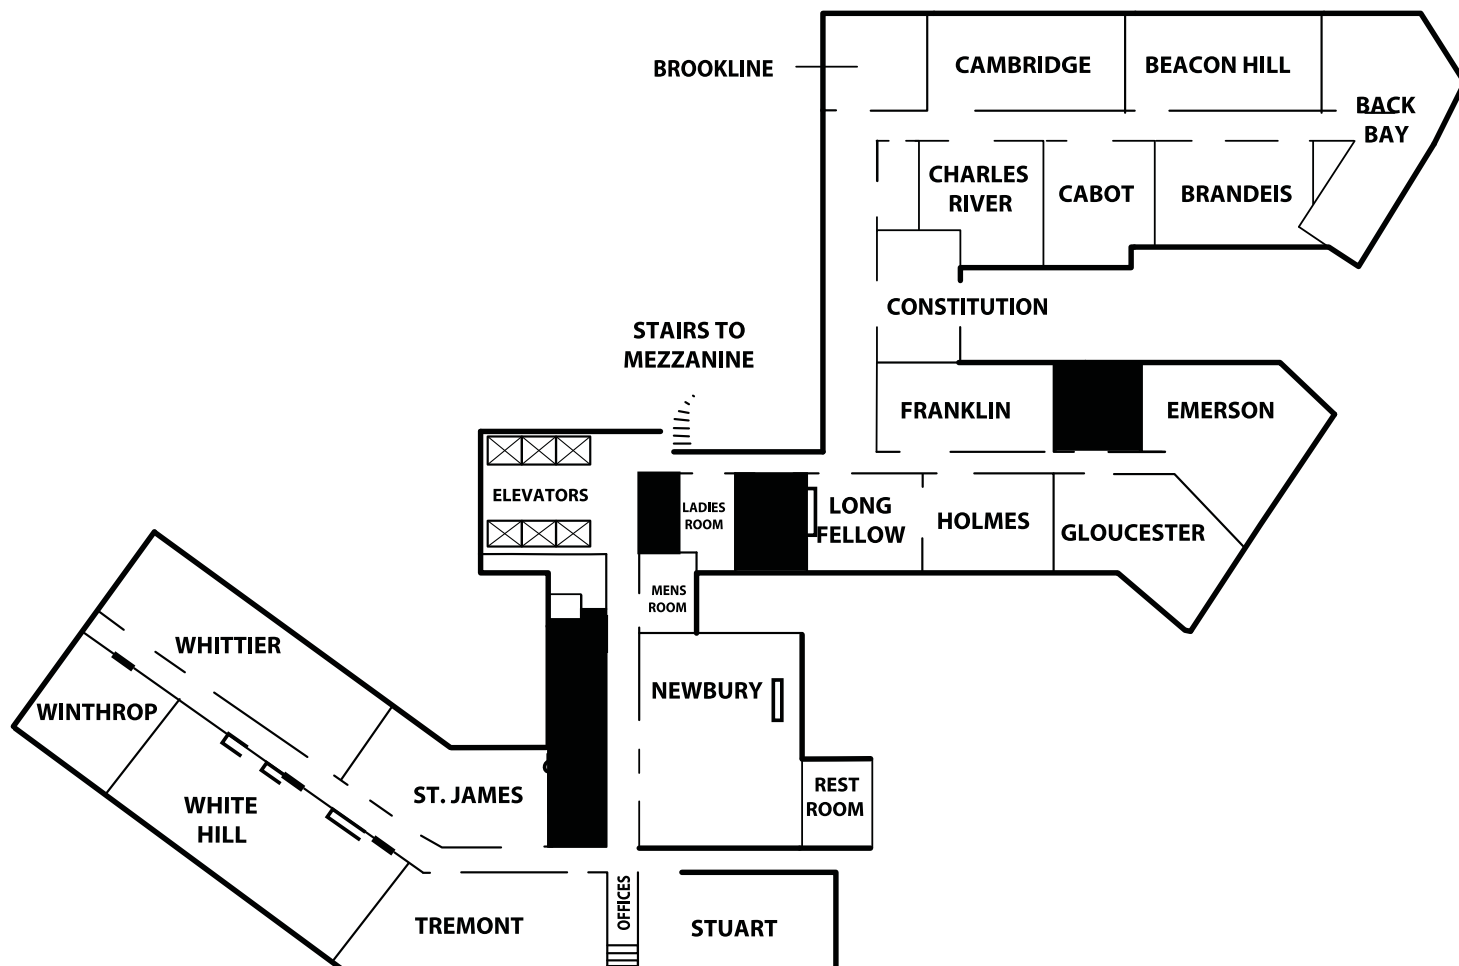 BROOKLINE
CAMBRIDGE
BEACON HILL
BACK
BAY
CHARLES
RIVER
CABOT
BRANDEIS
CONSTITUTION
STAIRS TO
MEZZANINE
FRANKLIN
EMERSON
ELEVATORS
LADIES
ROOM
LONG
FELLOW
HOLMES
GLOUCESTER
MENS
ROOM
WHITTIER
NEWBURY
WINTHROP
ST. JAMES
REST
ROOM
WHITE
HILL
OFFICES
TREMONT
STUART